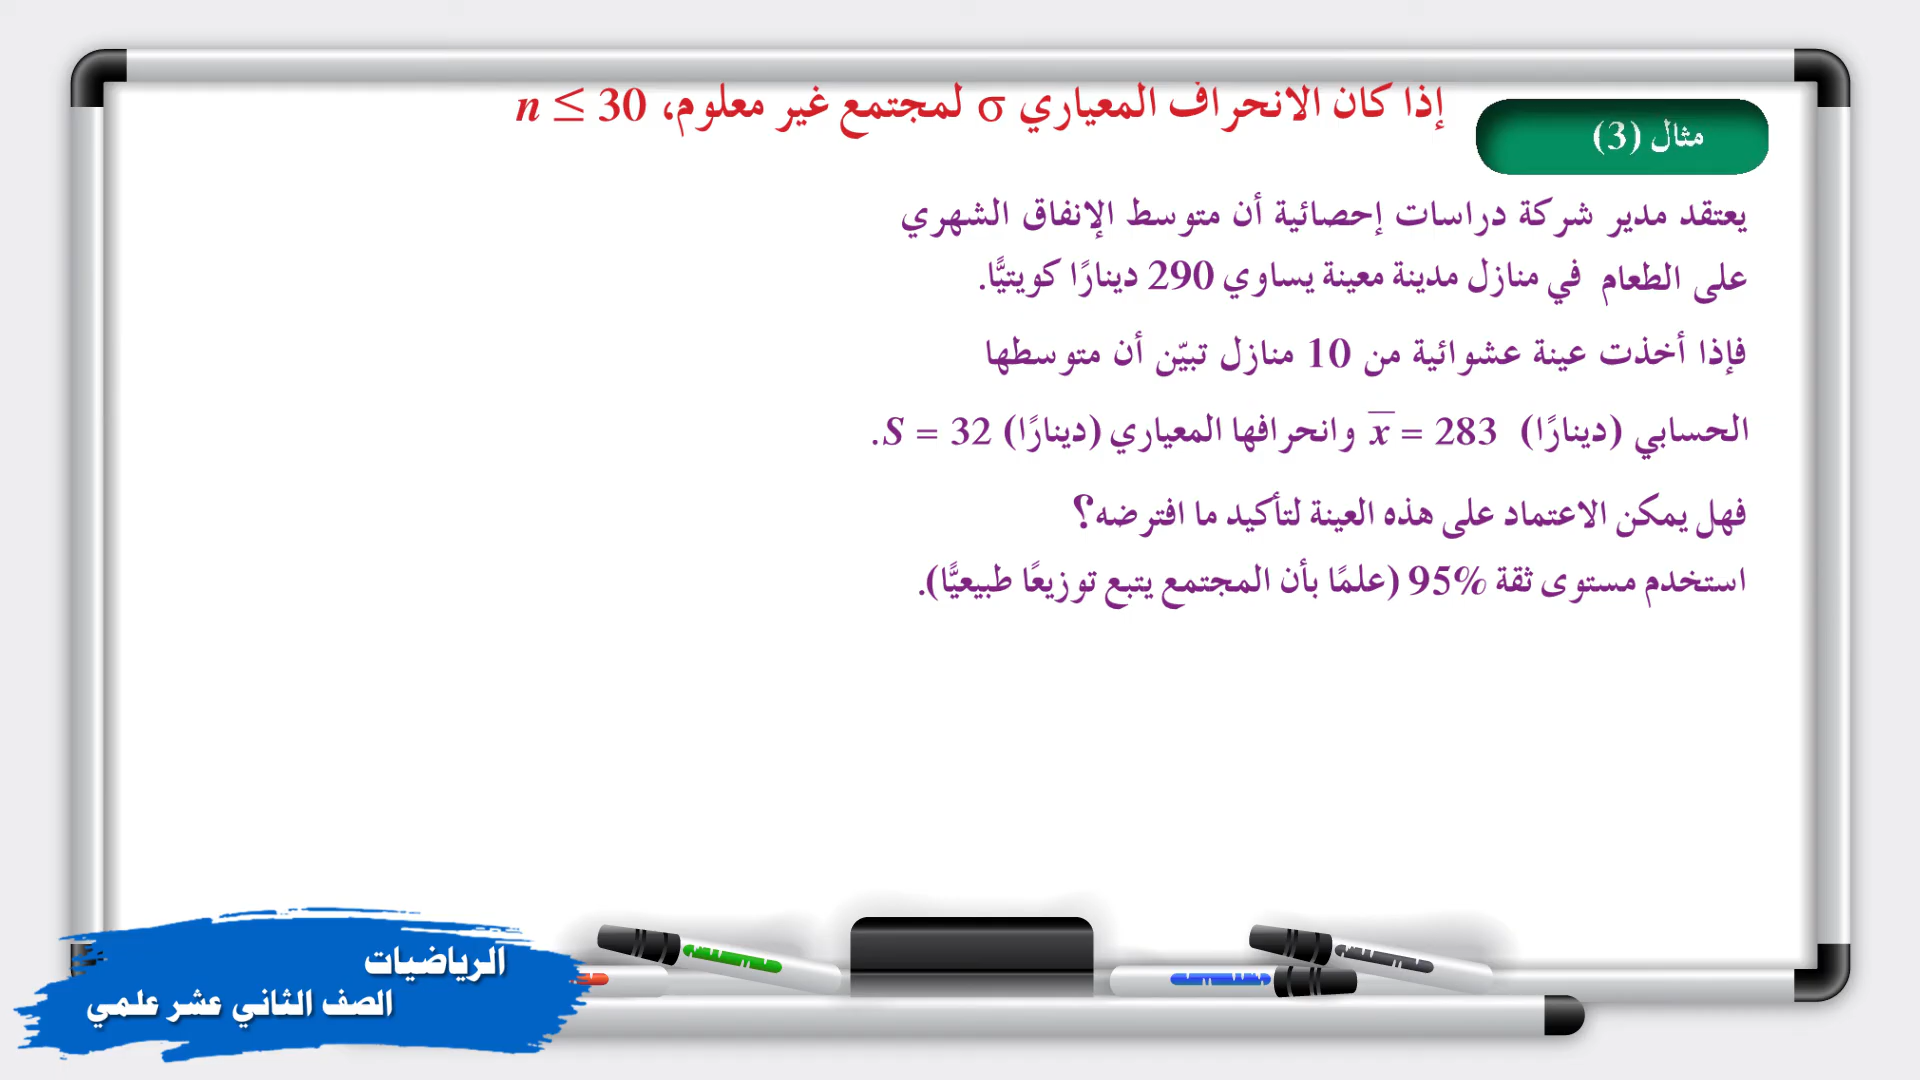 مثال (3)
إذا كان الانحراف المعياري σ لمجتمع غير معلوم، n ≤ 30
يعتقد مدير شركة دراسات إحصائية أن متوسط الإنفاق الشهري
على الطعام في منازل مدينة معينة يساوي 290 دينارًا كويتيًّا.
فإذا أخذت عينة عشوائية من 10 منازل تبيّن أن متوسطها
الحسابي (دينارًا) x̅ = 283 وانحرافها المعياري (دينارًا) S = 32.
فهل يمكن الاعتماد على هذه العينة لتأكيد ما افترضه؟
استخدم مستوى ثقة 95% (علمًا بأن المجتمع يتبع توزيعًا طبيعيًّا).
الرياضيات
الصف الثاني عشر علمي